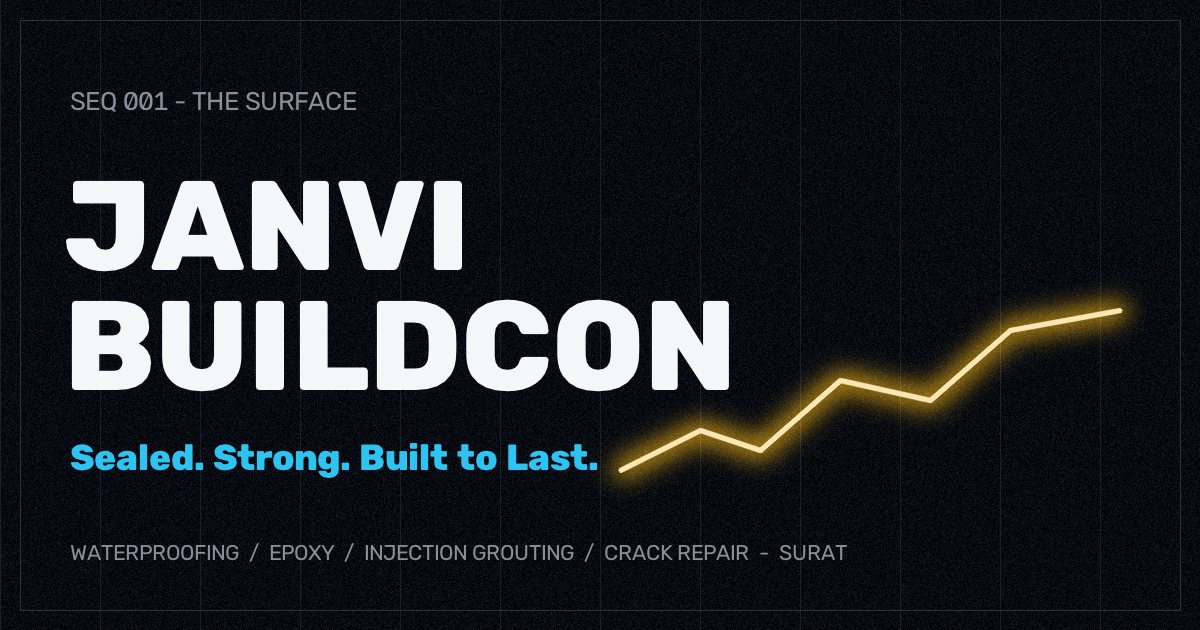 SEQ 001 - THE SURFACE
JANVI
BUILDCON
Sealed. Strong. Built to Last.
WATERPROOFING / EPOXY / INJECTION GROUTING / CRACK REPAIR - SURAT